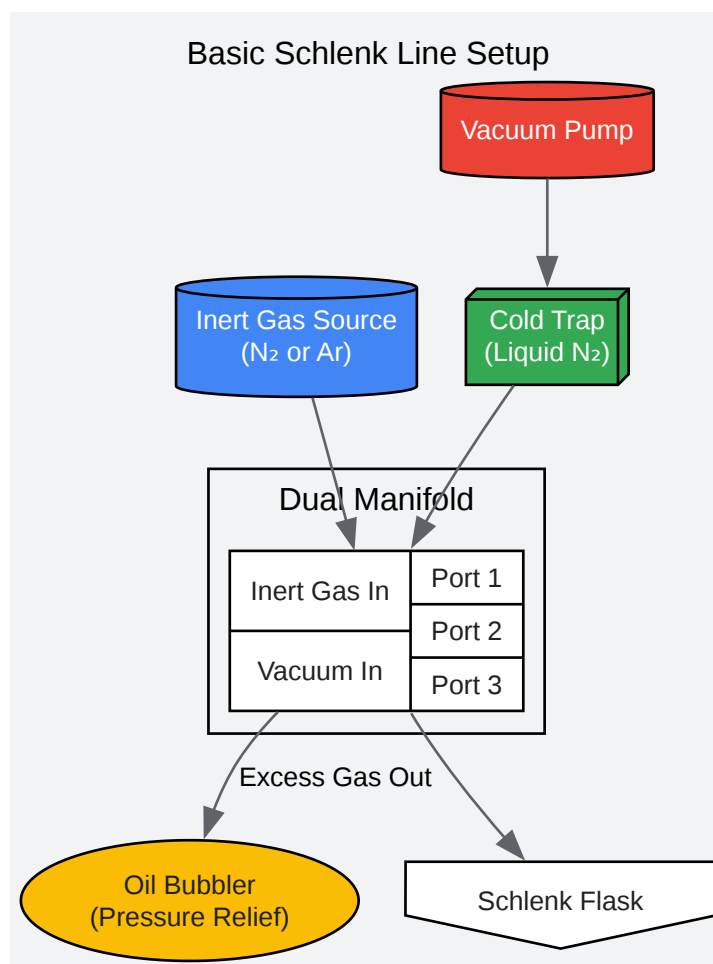 Basic Schlenk Line Setup
Vacuum Pump
Inert Gas Source
(N₂ or Ar)
Cold Trap
(Liquid N₂)
Dual Manifold
Inert Gas In
Vacuum In
Port 1
Port 2
Port 3
Excess Gas Out
Oil Bubbler
(Pressure Relief)
Schlenk Flask